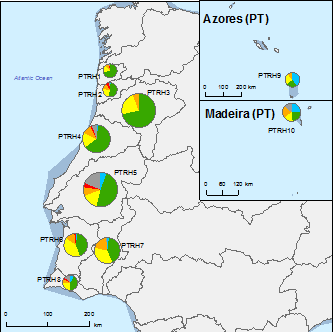 Azores (PT)
PTRH9
0 100 200
km
Madeira (PT)
PTRH10
0 60 120
km
Atlantic Ocean
PTRH1
PTRH2
PTRH3
PTRH4
PTRH5
PTRH6
PTRH7
PTRH8
0 100 200
km